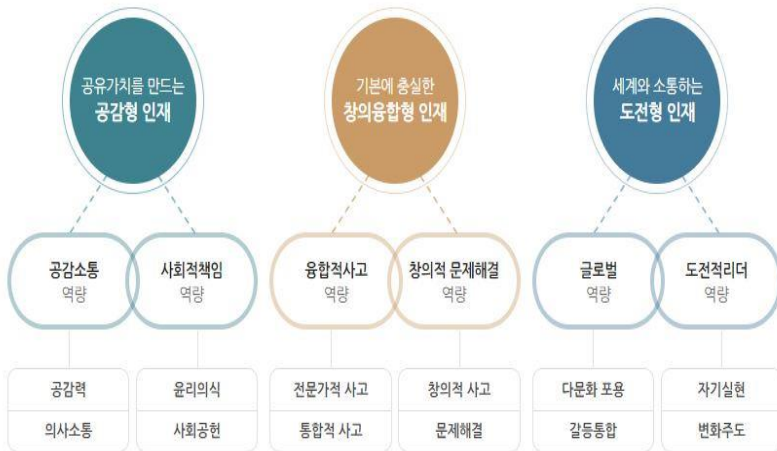 공유가치를 만드는
공감형 인재
기본에 충실한
창의융합형 인재
세계와 소통하는
도전형 인재
공감소통
역량
사회적책임
역량
융합적사고
역량
창의적 문제해결
역량
글로벌
역량
도전적리더
역량
공감력
의사소통
윤리의식
사회공헌
전문가적 사고
통합적 사고
창의적 사고
문제해결
다문화 포용
갈등통합
자기실현
변화주도